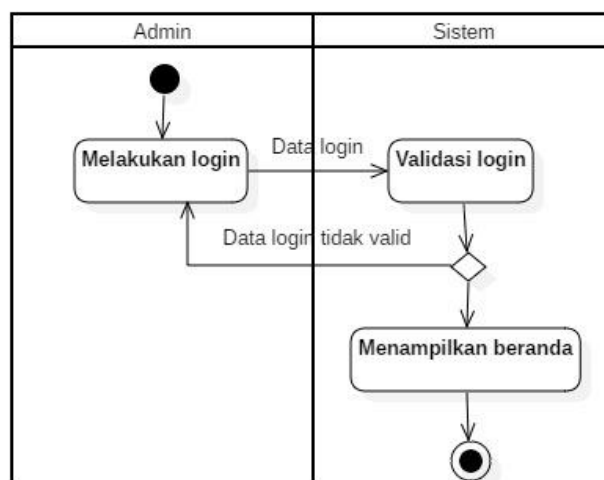 Admin
Sistem
Melakukan login
Data login
Validasi login
Data login tidak valid
Menampilkan beranda